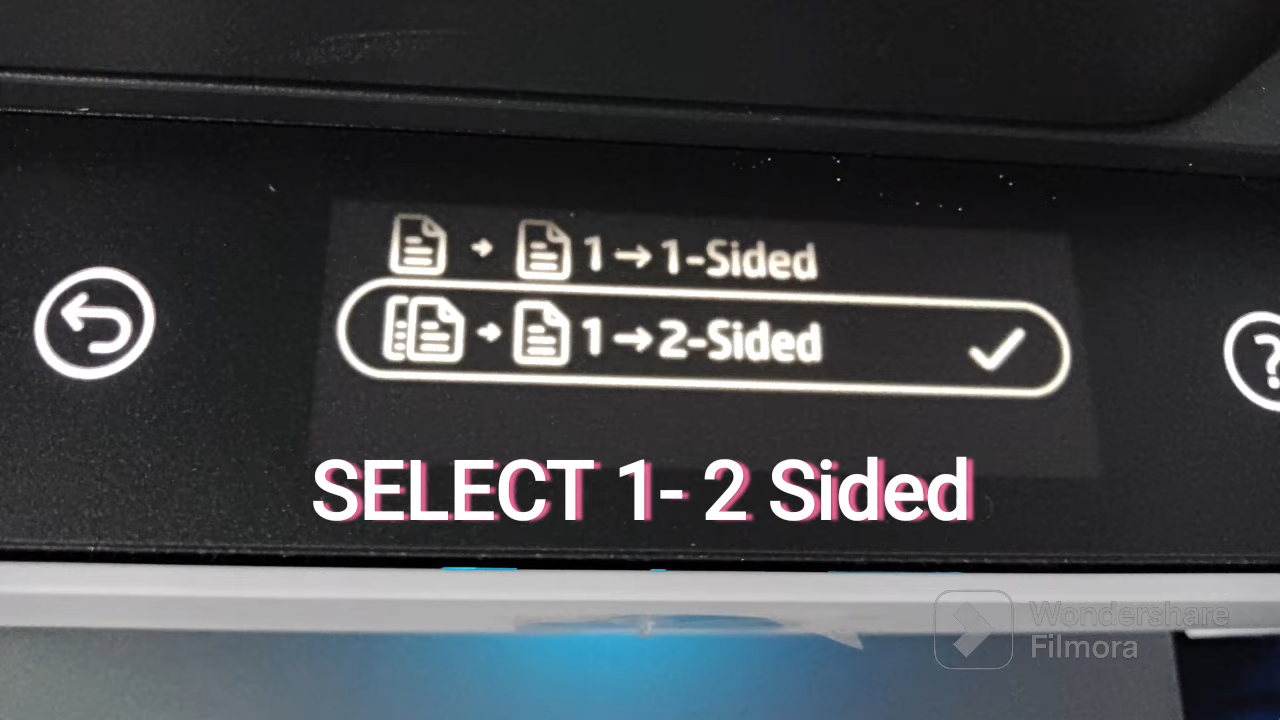 1→1-Sided
1→2-Sided
?
SELECT 1- 2 Sided
Wondershare
Filmora